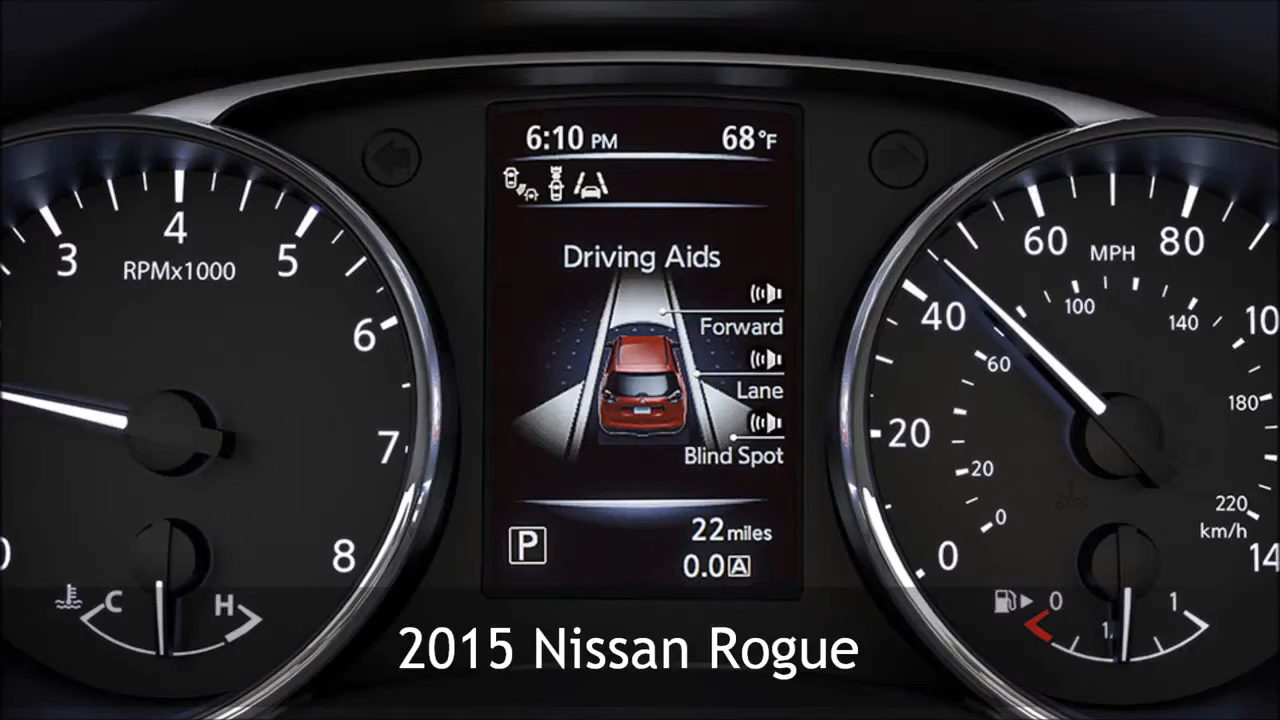 6:10 PM 68°F
Driving Aids
Forward
Lane
Blind Spot
P
22 miles
0.0 A
3 4 5 6 7 8
RPMx1000
C H
0 20 40 60 80
MPH
0 20 60 100 140 180 220
km/h
0 1
2015 Nissan Rogue